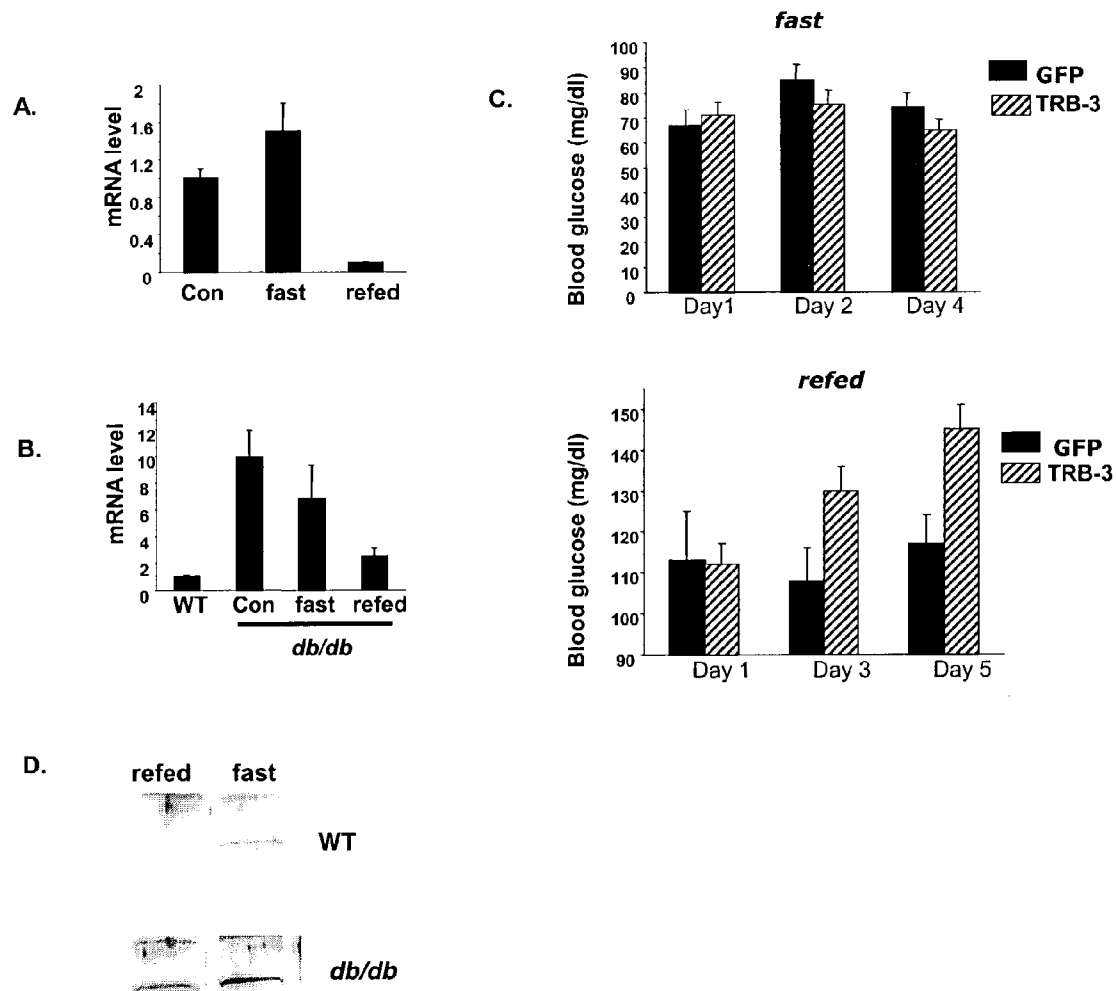 A.
mRNA level
2
1.6
1.2
0.8
0.4
0
Con fast refed
B.
mRNA level
14
12
10
8
6
4
2
0
WT Con fast refed
db/db
C.
fast
Blood glucose (mg/dl)
100
90
80
70
60
50
40
30
20
10
0
Day1 Day 2 Day 4
GFP
TRB-3
refed
Blood glucose (mg/dl)
150
140
130
120
110
100
90
Day 1 Day 3 Day 5
GFP
TRB-3
D.
refed fast
WT
db/db